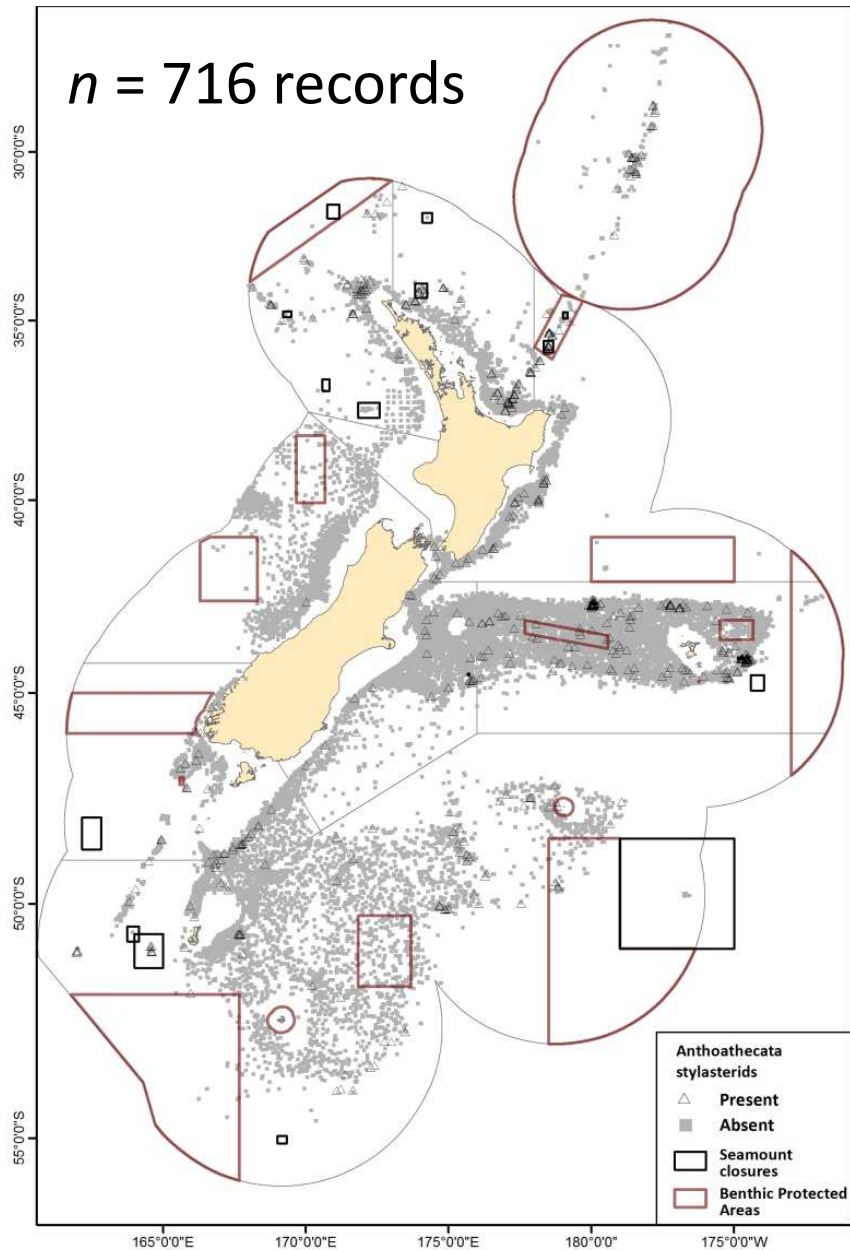 n = 716 records
30°0'0"S
35°0'0"S
40°0'0"S
45°0'0"S
50°0'0"S
55°0'0"S
Anthoathecata
stylasterids
Present
Absent
Seamount
closures
Benthic Protected
Areas
165°0'0"E
170°0'0"E
175°0'0"E
180°0'0"
175°0'0"W